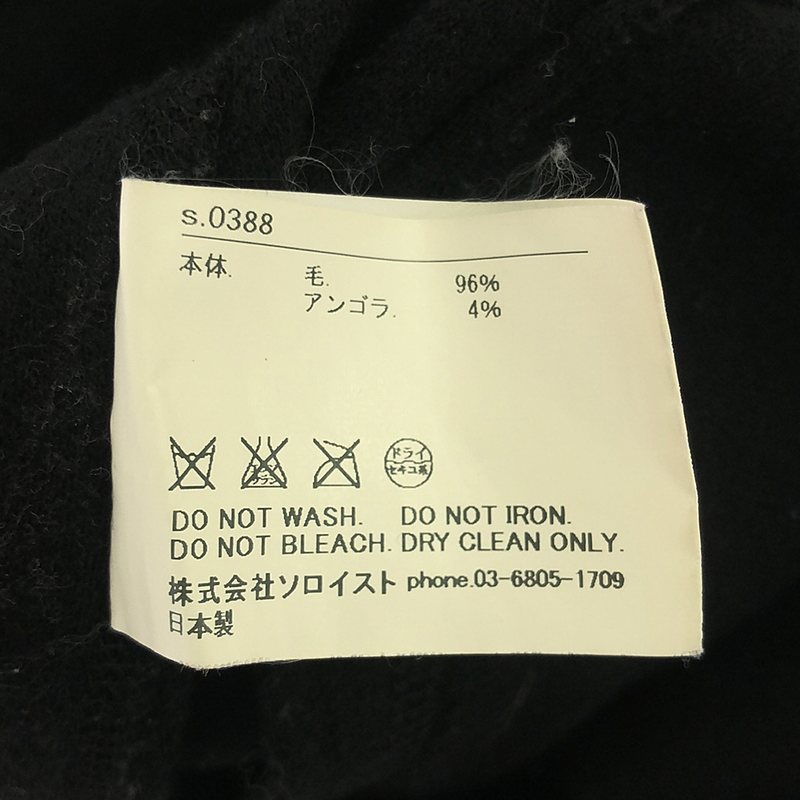 s.0388
本体. 毛. 96%
アンゴラ. 4%
ドライ
セキユ系
DO NOT WASH. DO NOT IRON.
DO NOT BLEACH. DRY CLEAN ONLY.
株式会社ソロイスト phone.03-6805-1709
日本製